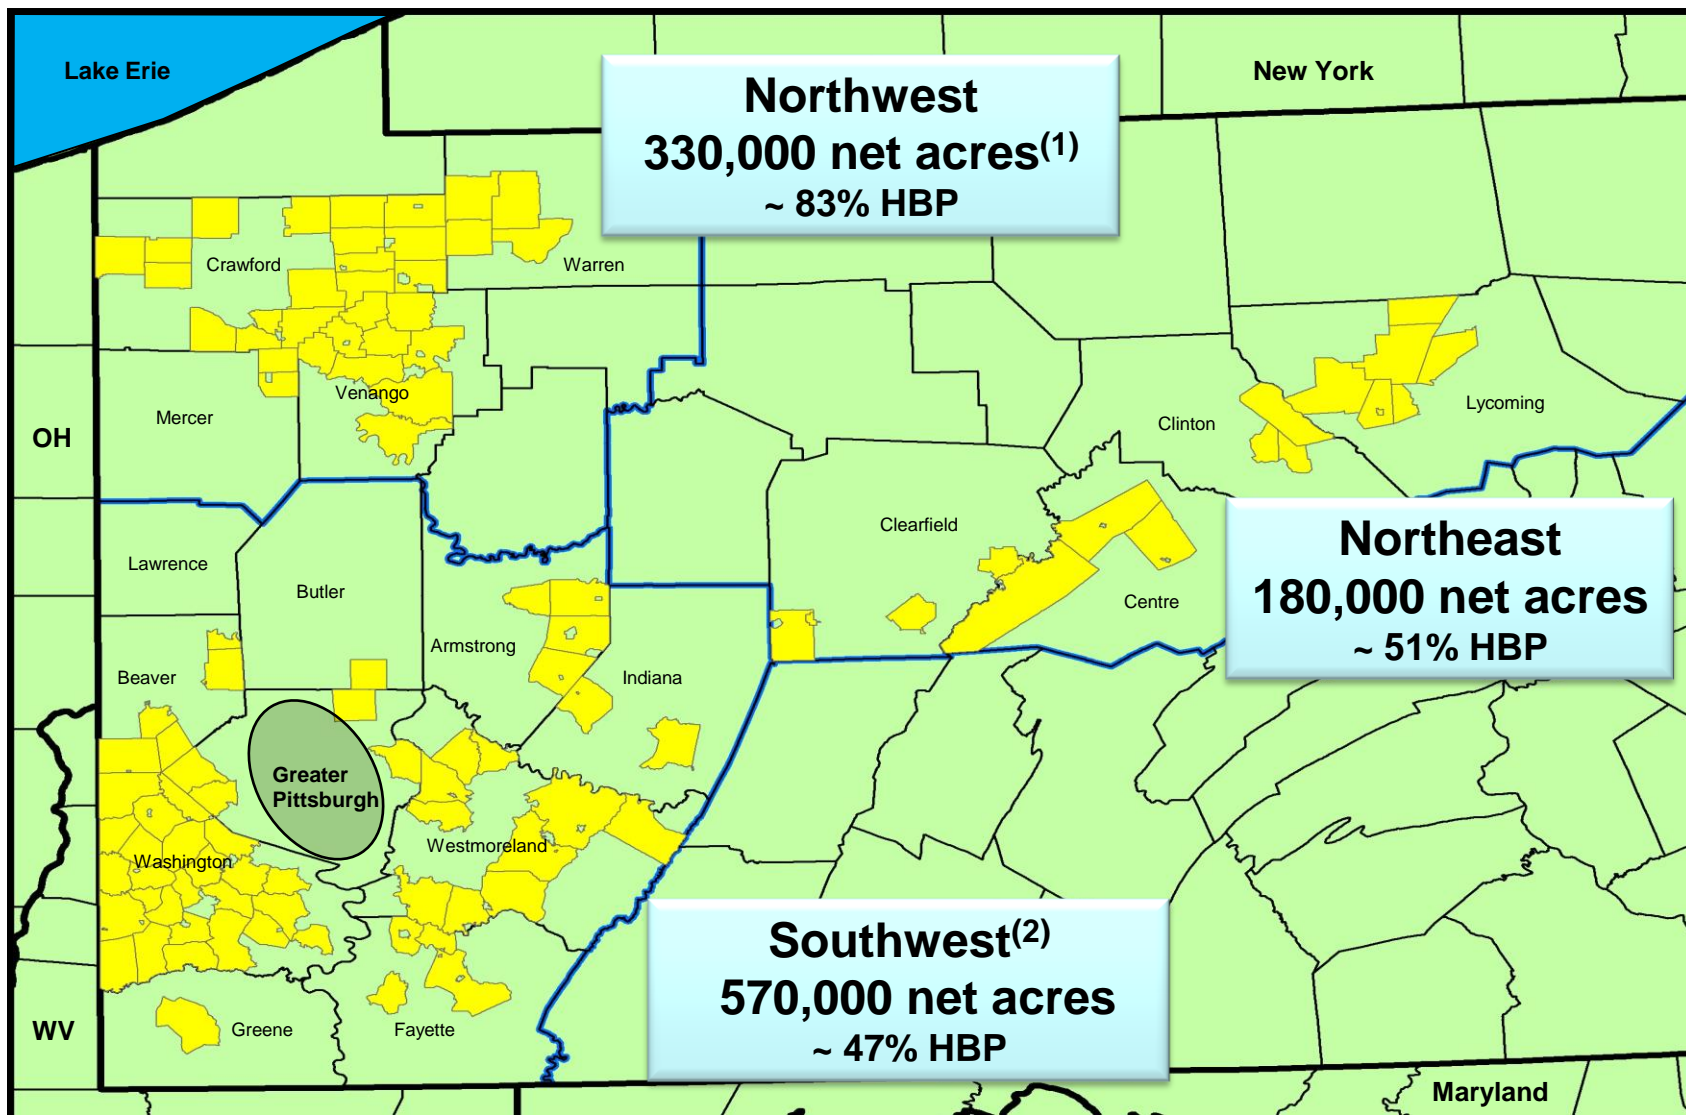 Lake Erie
New York
Northwest
330,000 net acres(1)
~ 83% HBP
Crawford
Warren
Venango
Mercer
OH
Clinton
Lycoming
Clearfield
Northeast
180,000 net acres
~ 51% HBP
Lawrence
Butler
Centre
Armstrong
Beaver
Indiana
Greater
Pittsburgh
Westmoreland
Washington
Southwest(2)
570,000 net acres
~ 47% HBP
WV
Greene
Fayette
Maryland